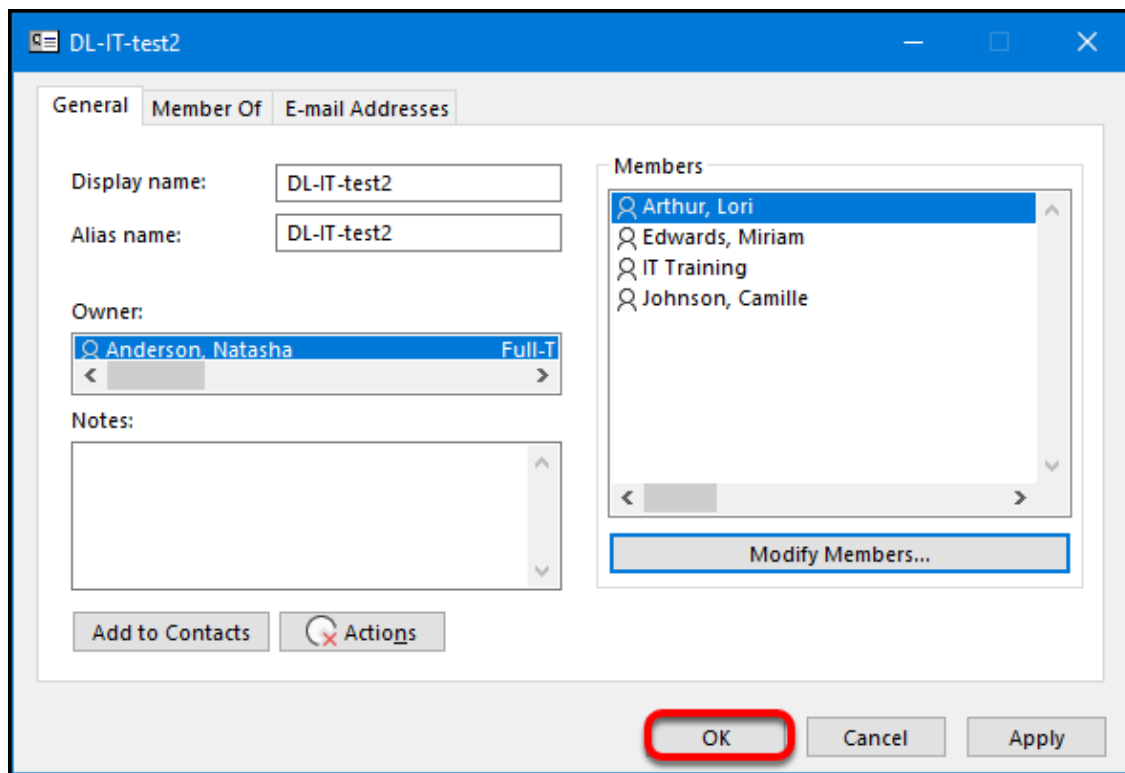 DL-IT-test2
General Member Of E-mail Addresses
Display name: DL-IT-test2
Alias name: DL-IT-test2
Owner:
Anderson, Natasha Full-T
Notes:
Add to Contacts Actions
Members
Arthur, Lori
Edwards, Miriam
IT Training
Johnson, Camille
Modify Members...
OK Cancel Apply